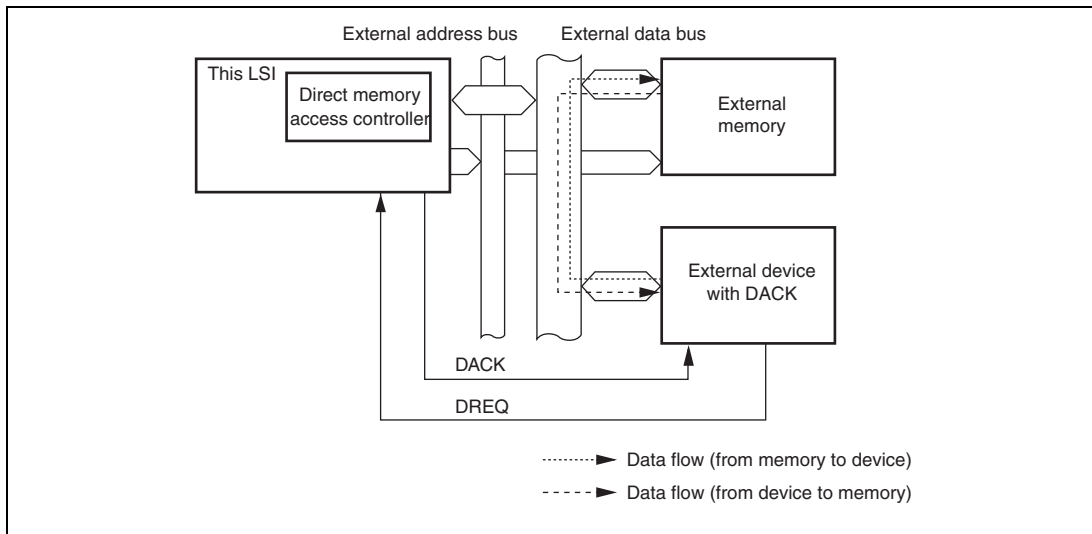 External address bus
External data bus
This LSI
Direct memory
access controller
External
memory
External device
with DACK
DACK
DREQ
Data flow (from memory to device)
Data flow (from device to memory)